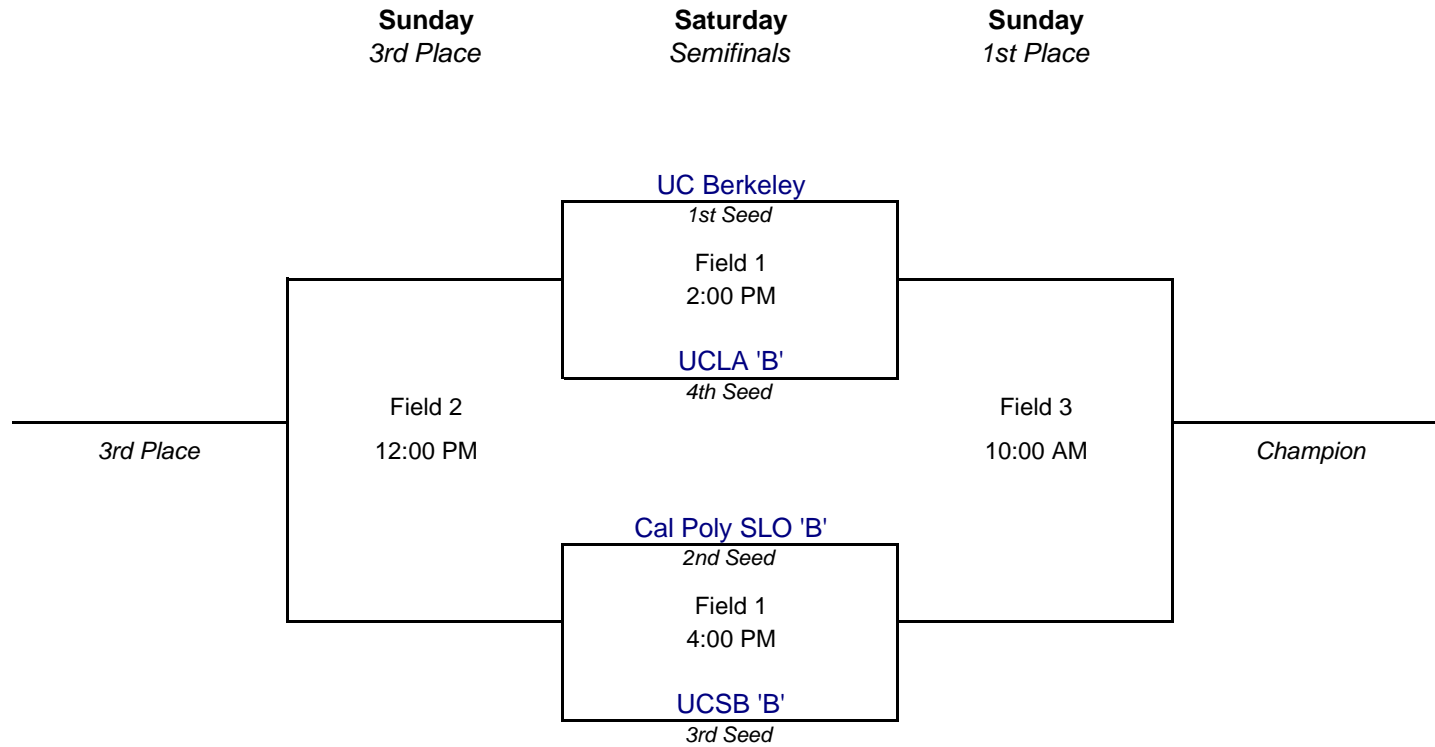 Sunday Saturday Sunday
3rd Place Semifinals 1st Place
UC Berkeley
1st Seed
Field 1
2:00 PM
UCLA 'B'
4th Seed
Field 2 Field 3
3rd Place 12:00 PM 10:00 AM Champion
Cal Poly SLO 'B'
2nd Seed
Field 1
4:00 PM
UCSB 'B'
3rd Seed